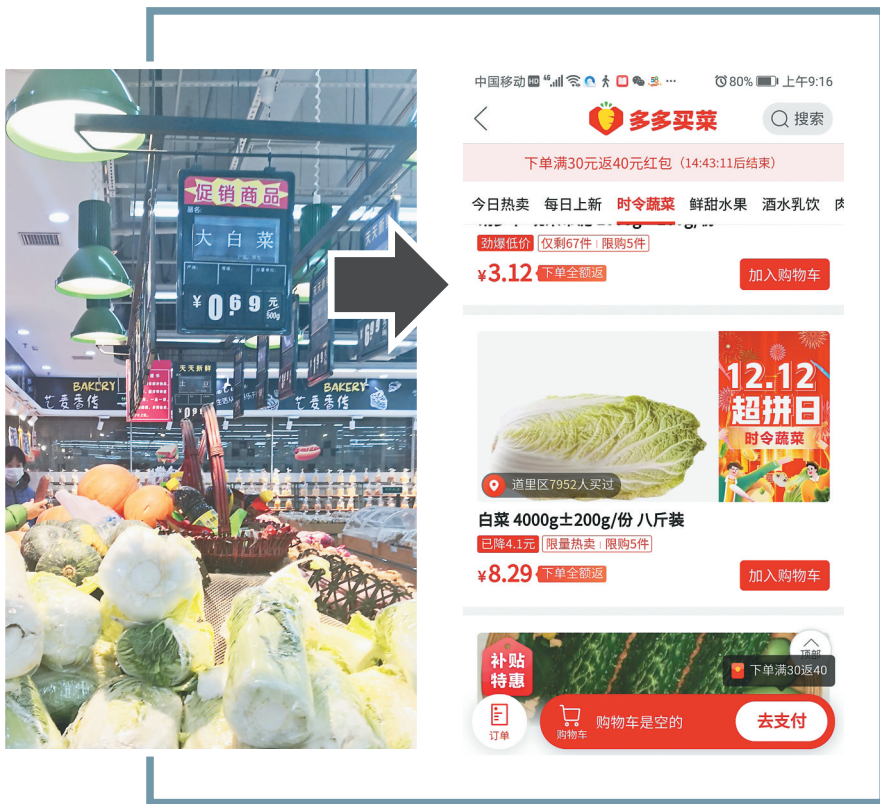 促销商品
大白菜
¥0.69元
500g
天天新鲜
土豆
BAKERY
艺麦香传
BAKERY
艺麦香传
中国移动 HD 46 58 … 80% 上午9:16
多多买菜
搜索
下单满30元返40元红包（14:43:11后结束）
今日热卖 每日上新 时令蔬菜 鲜甜水果 酒水乳饮
劲爆低价 仅剩67件 限购5件
¥3.12 下单全额返 加入购物车
12.12
超拼日
时令蔬菜
道里区7952人买过
白菜 4000g±200g/份 八斤装
已降4.1元 限量热卖 限购5件
¥8.29 下单全额返 加入购物车
补贴
特惠
顶部
下单满30返40
订单
购物车
购物车是空的
去支付